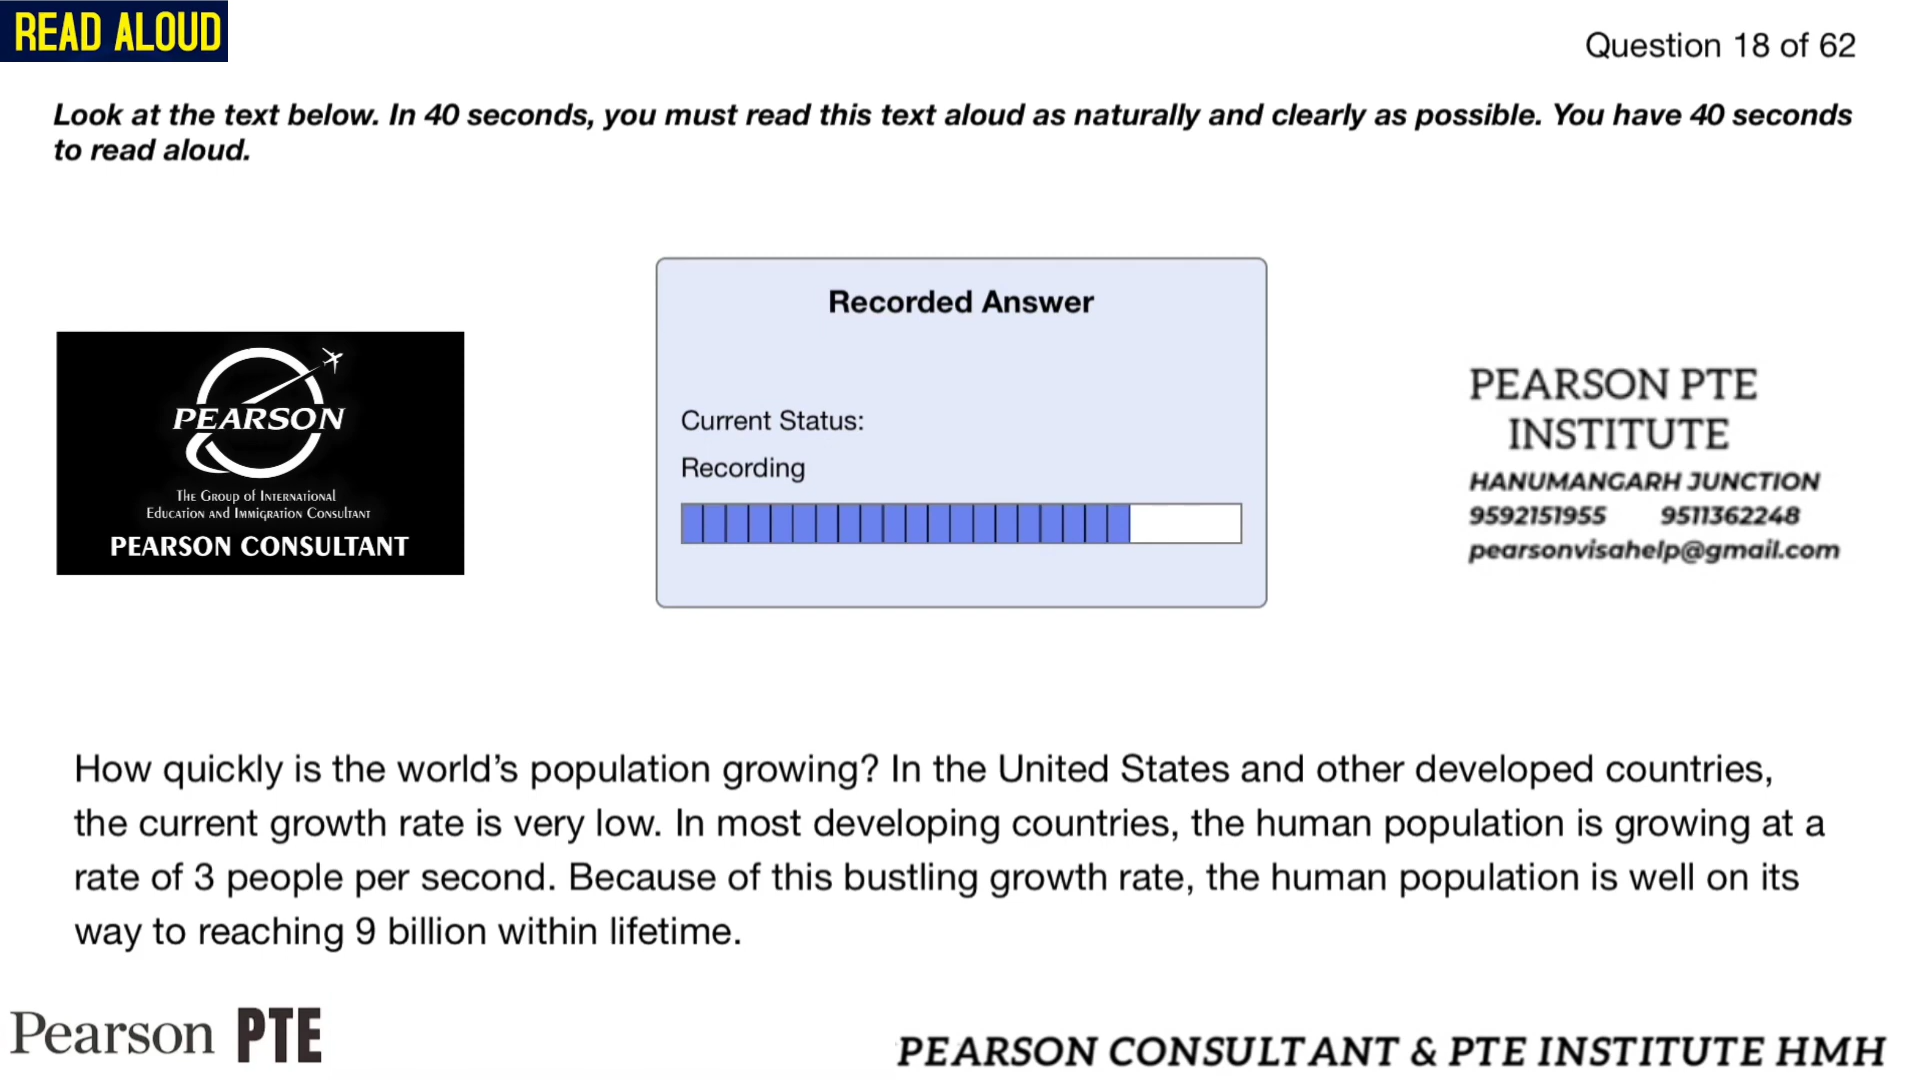 READ ALOUD
Question 18 of 62
Look at the text below. In 40 seconds, you must read this text aloud as naturally and clearly as possible. You have 40 seconds
to read aloud.
Recorded Answer
Current Status:
Recording
PEARSON
The Group of International
Education and Immigration Consultant
PEARSON CONSULTANT
PEARSON PTE
INSTITUTE
HANUMANGARH JUNCTION
9592151955 9511362248
pearsonvisahelp@gmail.com
How quickly is the world’s population growing? In the United States and other developed countries,
the current growth rate is very low. In most developing countries, the human population is growing at a
rate of 3 people per second. Because of this bustling growth rate, the human population is well on its
way to reaching 9 billion within lifetime.
Pearson PTE
PEARSON CONSULTANT & PTE INSTITUTE HMH